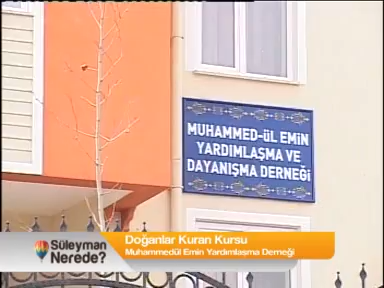 MUHAMMED-ÜL EMİN
YARDIMLAŞMA VE
DAYANIŞMA DERNEĞİ
Süleyman
Nerede?
Doğanlar Kuran Kursu
Muhammedül Emin Yardımlaşma Derneği